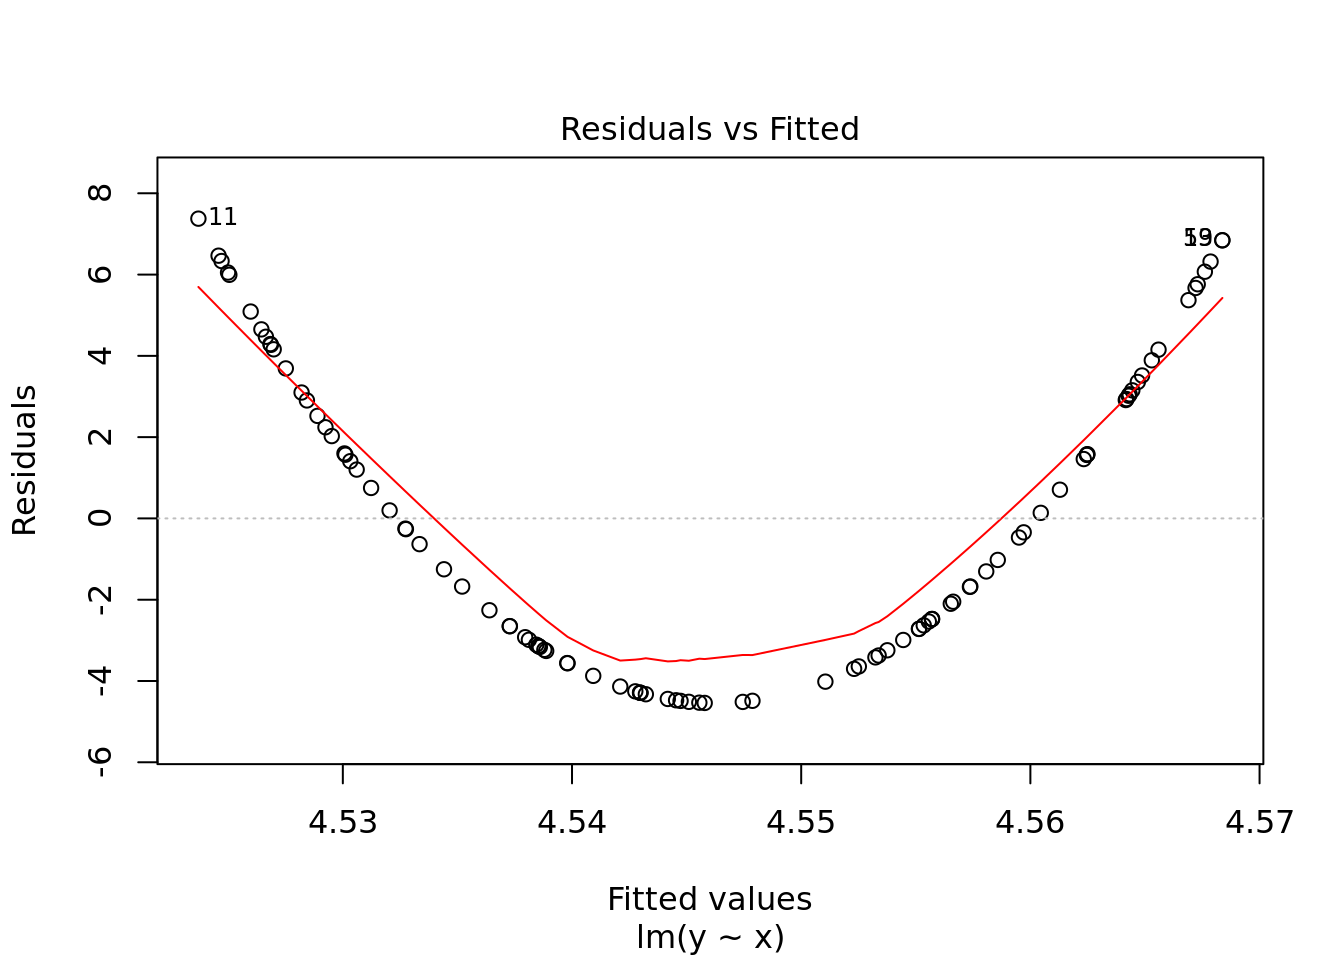 Residuals vs Fitted
Residuals
8
6
4
2
0
-2
-4
-6
11
4.53 4.54 4.55 4.56 4.57
Fitted values
lm(y ~ x)